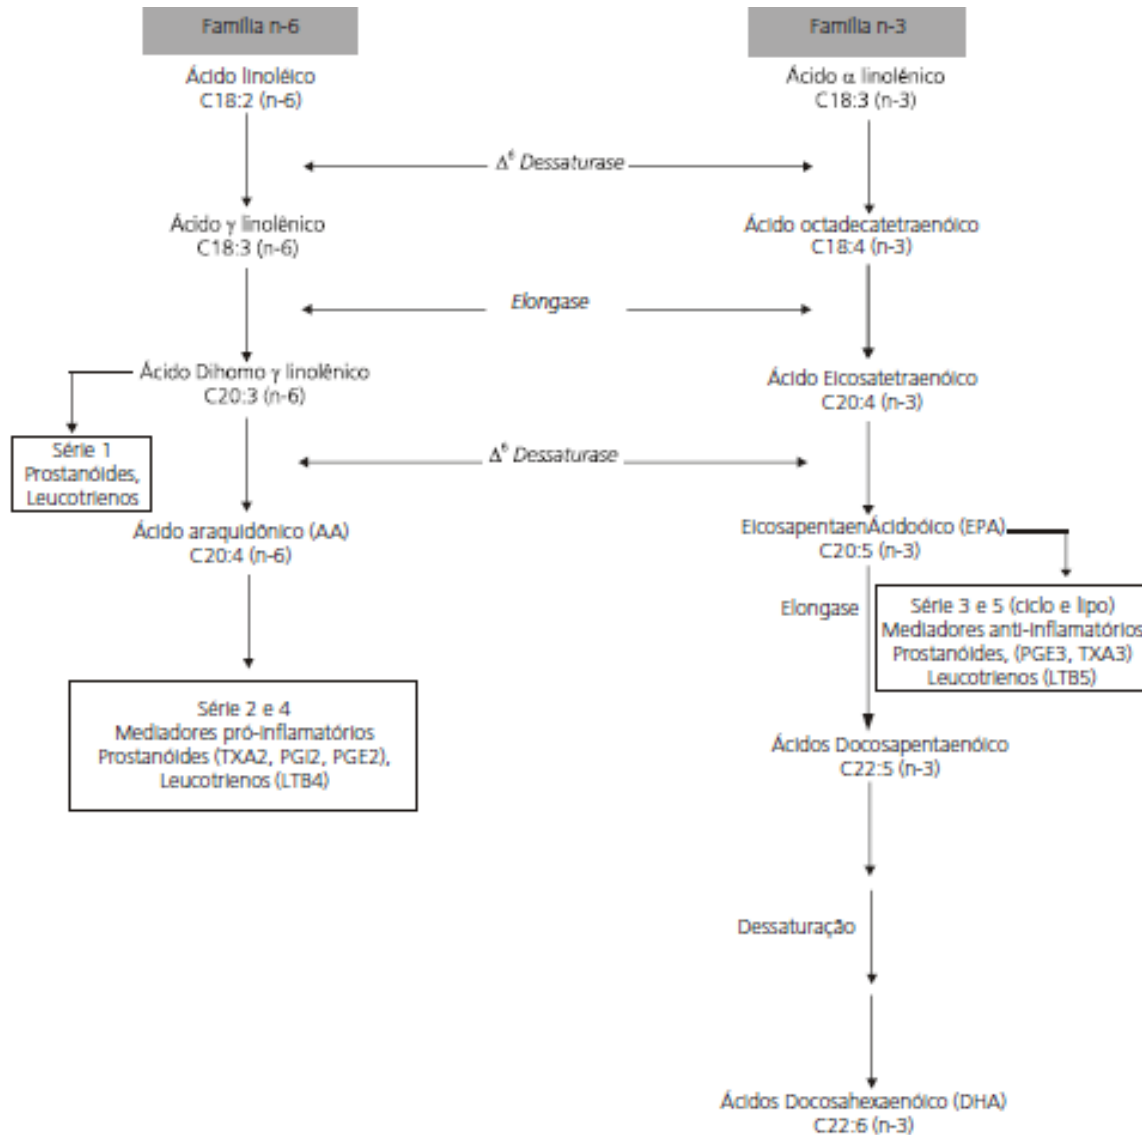 Família n-6
Família n-3
Ácido linoléico
C18:2 (n-6)
Ácido α linolênico
C18:3 (n-3)
Δ⁶ Dessaturase
Ácido γ linolênico
C18:3 (n-6)
Ácido octadecatetraenóico
C18:4 (n-3)
Elongase
Ácido Dihomo γ linolênico
C20:3 (n-6)
Ácido Eicosatetraenóico
C20:4 (n-3)
Série 1
Prostanóides,
Leucotrienos
Δ⁶ Dessaturase
Ácido araquidônico (AA)
C20:4 (n-6)
EicosapentaenÁcidoóico (EPA)
C20:5 (n-3)
Elongase
Série 3 e 5 (ciclo e lipo)
Mediadores anti-inflamatórios
Prostanóides, (PGE3, TXA3)
Leucotrienos (LTB5)
Série 2 e 4
Mediadores pró-inflamatórios
Prostanóides (TXA2, PGI2, PGE2),
Leucotrienos (LTB4)
Ácidos Docosapentaenóico
C22:5 (n-3)
Dessaturação
Ácidos Docosahexaenóico (DHA)
C22:6 (n-3)